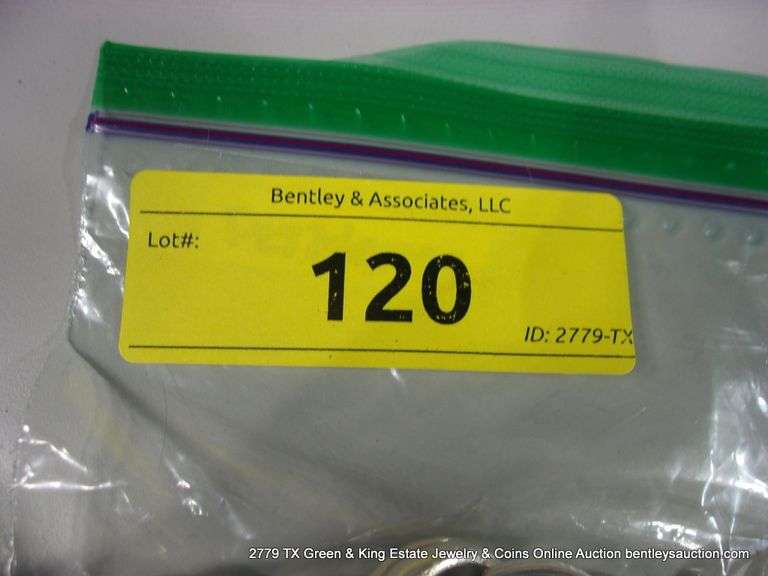 Bentley & Associates, LLC
Lot#:
120
ID: 2779-TX
2779 TX Green & King Estate Jewelry & Coins Online Auction bentleysauction.com